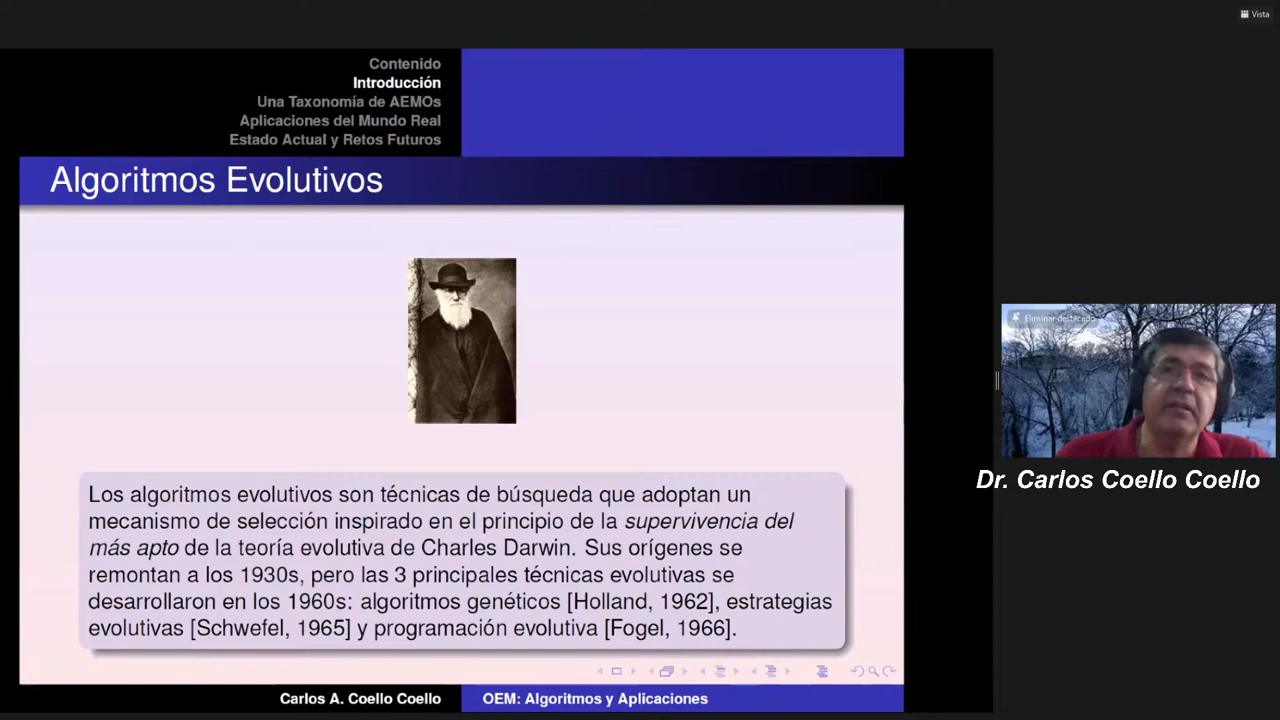 Vista
Contenido
Introducción
Una Taxonomía de AEMOs
Aplicaciones del Mundo Real
Estado Actual y Retos Futuros
Algoritmos Evolutivos
Eliminar destacado
Dr. Carlos Coello Coello
Los algoritmos evolutivos son técnicas de búsqueda que adoptan un
mecanismo de selección inspirado en el principio de la supervivencia del
más apto de la teoría evolutiva de Charles Darwin. Sus orígenes se
remontan a los 1930s, pero las 3 principales técnicas evolutivas se
desarrollaron en los 1960s: algoritmos genéticos [Holland, 1962], estrategias
evolutivas [Schwefel, 1965] y programación evolutiva [Fogel, 1966].
Carlos A. Coello Coello
OEM: Algoritmos y Aplicaciones